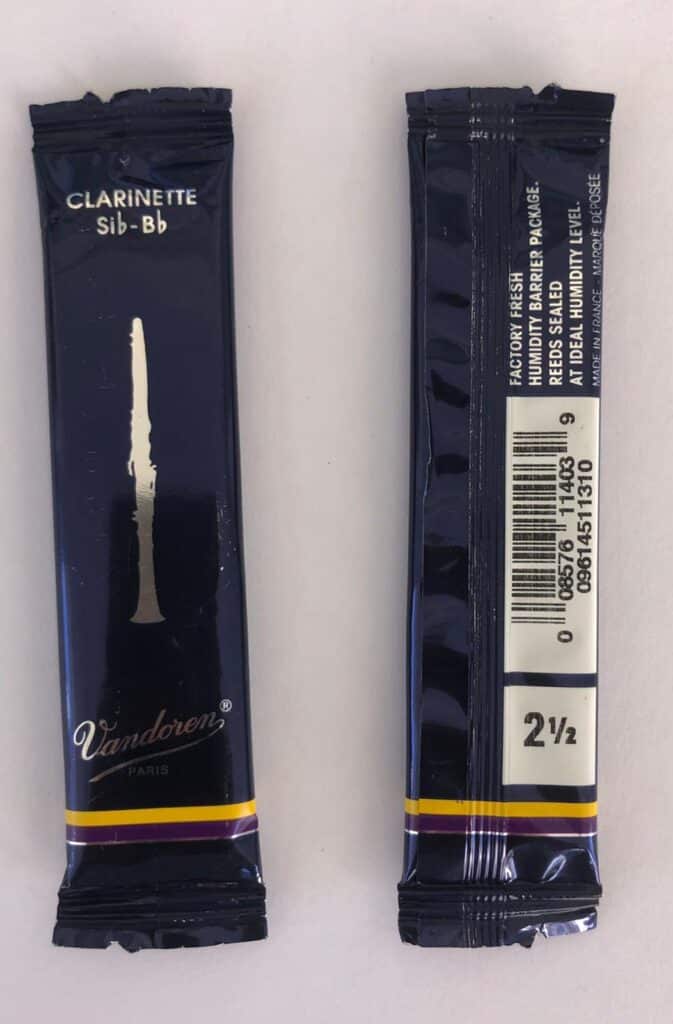 CLARINETTE
Sib-Bb
Vandoren®
PARIS
FACTORY FRESH
HUMIDITY BARRIER PACKAGE.
REEDS SEALED
AT IDEAL HUMIDITY LEVEL.
MADE IN FRANCE - MARQUE DÉPOSÉE
0 08576 11403 9
09614511310
2½